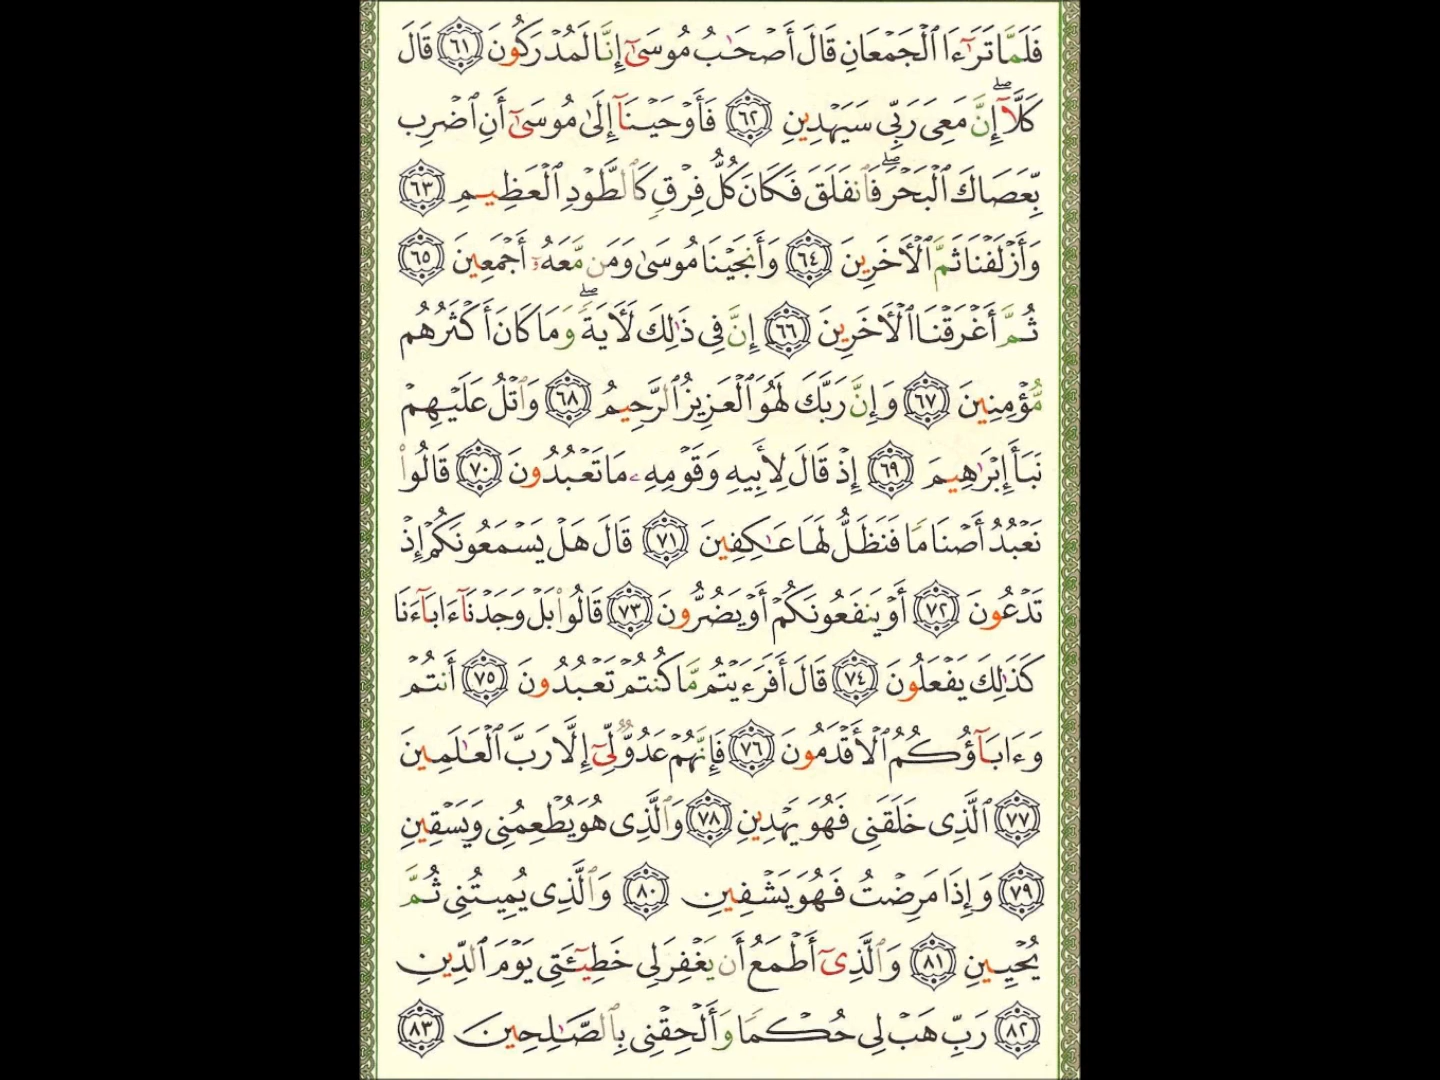 فَلَمَّا تَرَٰٓءَا ٱلْجَمْعَانِ قَالَ أَصْحَٰبُ مُوسَىٰٓ إِنَّا لَمُدْرَكُونَ ٦١ قَالَ
كَلَّآ ۖ إِنَّ مَعِىَ رَبِّى سَيَهْدِينِ ٦٢ فَأَوْحَيْنَآ إِلَىٰ مُوسَىٰٓ أَنِ ٱضْرِب
بِّعَصَاكَ ٱلْبَحْرَ ۖ فَٱنفَلَقَ فَكَانَ كُلُّ فِرْقٍ كَٱلطَّوْدِ ٱلْعَظِيمِ ٦٣
وَأَزْلَفْنَا ثَمَّ ٱلْأَخَرِينَ ٦٤ وَأَنجَيْنَا مُوسَىٰ وَمَن مَّعَهُۥٓ أَجْمَعِينَ ٦٥
ثُمَّ أَغْرَقْنَا ٱلْأَخَرِينَ ٦٦ إِنَّ فِى ذَٰلِكَ لَأَيَةً ۖ وَمَا كَانَ أَكْثَرُهُم
مُّؤْمِنِينَ ٦٧ وَإِنَّ رَبَّكَ لَهُوَ ٱلْعَزِيزُ ٱلرَّحِيمُ ٦٨ وَٱتْلُ عَلَيْهِمْ
نَبَأَ إِبْرَٰهِيمَ ٦٩ إِذْ قَالَ لِأَبِيهِ وَقَوْمِهِۦ مَا تَعْبُدُونَ ٧٠ قَالُوا۟
نَعْبُدُ أَصْنَامًا فَنَظَلُّ لَهَا عَٰكِفِينَ ٧١ قَالَ هَلْ يَسْمَعُونَكُمْ إِذْ
تَدْعُونَ ٧٢ أَوْ يَنفَعُونَكُمْ أَوْ يَضُرُّونَ ٧٣ قَالُوا۟ بَلْ وَجَدْنَآ ءَابَآءَنَا
كَذَٰلِكَ يَفْعَلُونَ ٧٤ قَالَ أَفَرَءَيْتُم مَّا كُنتُمْ تَعْبُدُونَ ٧٥ أَنتُمْ
وَءَابَآؤُكُمُ ٱلْأَقْدَمُونَ ٧٦ فَإِنَّهُمْ عَدُوٌّ لِّىٓ إِلَّا رَبَّ ٱلْعَٰلَمِينَ
٧٧ ٱلَّذِى خَلَقَنِى فَهُوَ يَهْدِينِ ٧٨ وَٱلَّذِى هُوَ يُطْعِمُنِى وَيَسْقِينِ
٧٩ وَإِذَا مَرِضْتُ فَهُوَ يَشْفِينِ ٨٠ وَٱلَّذِى يُمِيتُنِى ثُمَّ
يُحْيِينِ ٨١ وَٱلَّذِىٓ أَطْمَعُ أَن يَغْفِرَ لِى خَطِيٓـَٔتِى يَوْمَ ٱلدِّينِ
٨٢ رَبِّ هَبْ لِى حُكْمًا وَأَلْحِقْنِى بِٱلصَّٰلِحِينَ ٨٣